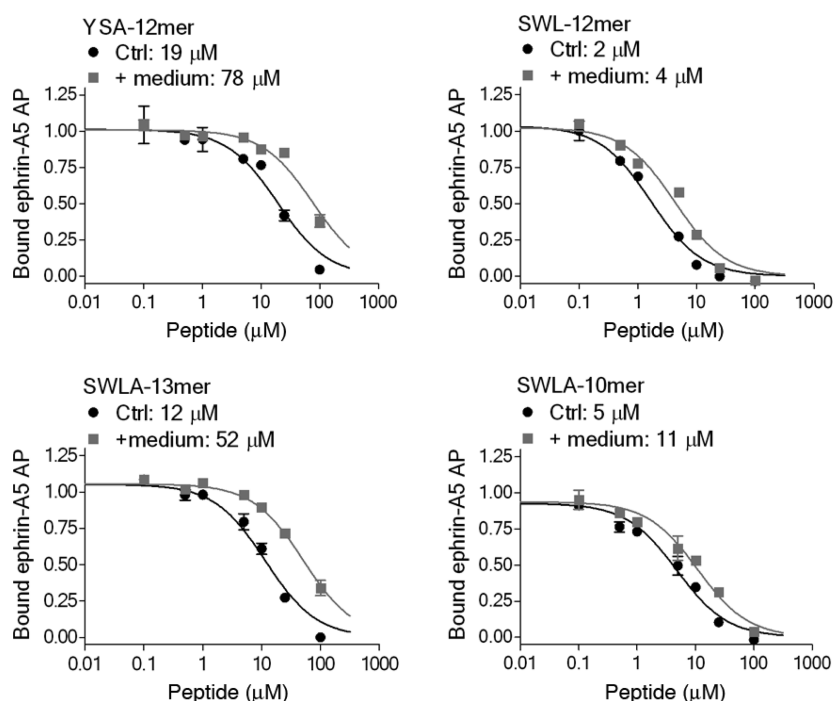 YSA-12mer
Ctrl: 19 μM
+ medium: 78 μM
1.25
1.00
0.75
0.50
0.25
0.00
Bound ephrin-A5 AP
0.01 0.1 1 10 100 1000
Peptide (μM)
SWL-12mer
Ctrl: 2 μM
+ medium: 4 μM
1.25
1.00
0.75
0.50
0.25
0.00
Bound ephrin-A5 AP
0.01 0.1 1 10 100 1000
Peptide (μM)
SWLA-13mer
Ctrl: 12 μM
+medium: 52 μM
1.25
1.00
0.75
0.50
0.25
0.00
Bound ephrin-A5 AP
0.01 0.1 1 10 100 1000
Peptide (μM)
SWLA-10mer
Ctrl: 5 μM
+ medium: 11 μM
1.25
1.00
0.75
0.50
0.25
0.00
Bound ephrin-A5 AP
0.01 0.1 1 10 100 1000
Peptide (μM)